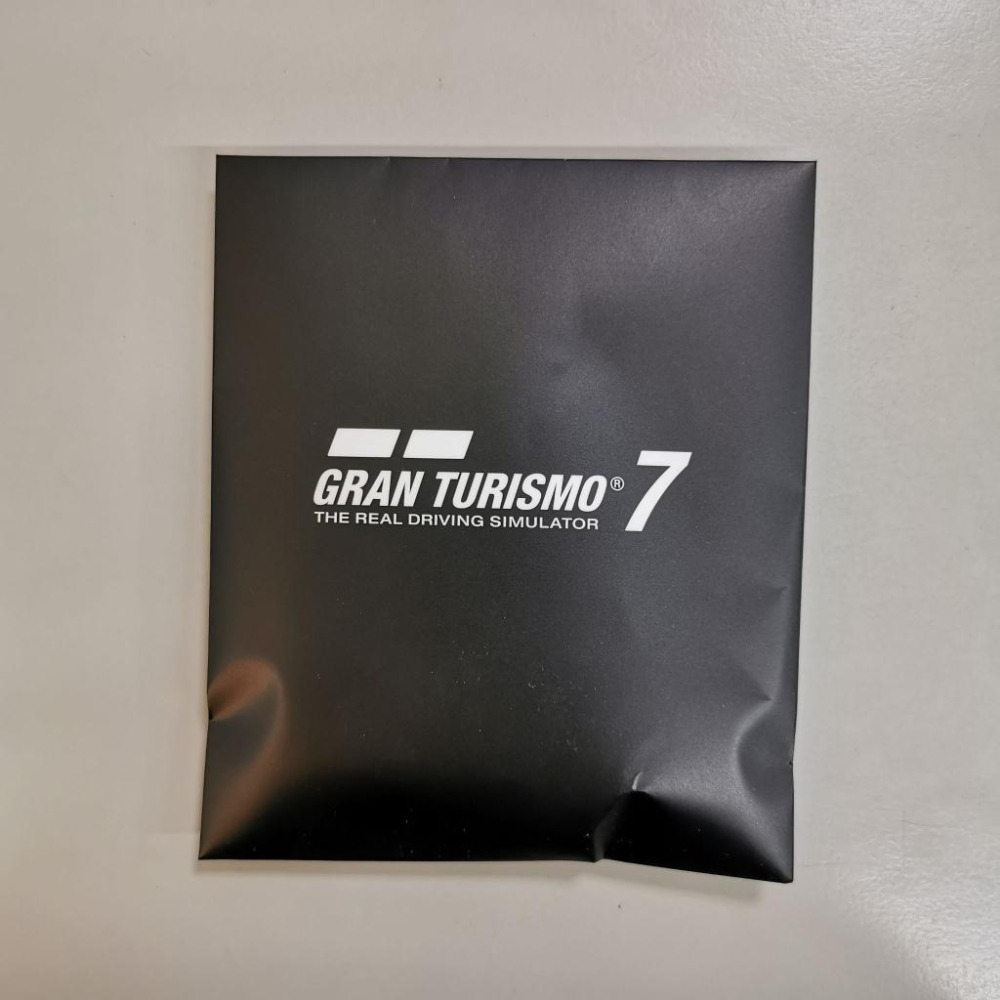 GRAN TURISMO® 7
THE REAL DRIVING SIMULATOR